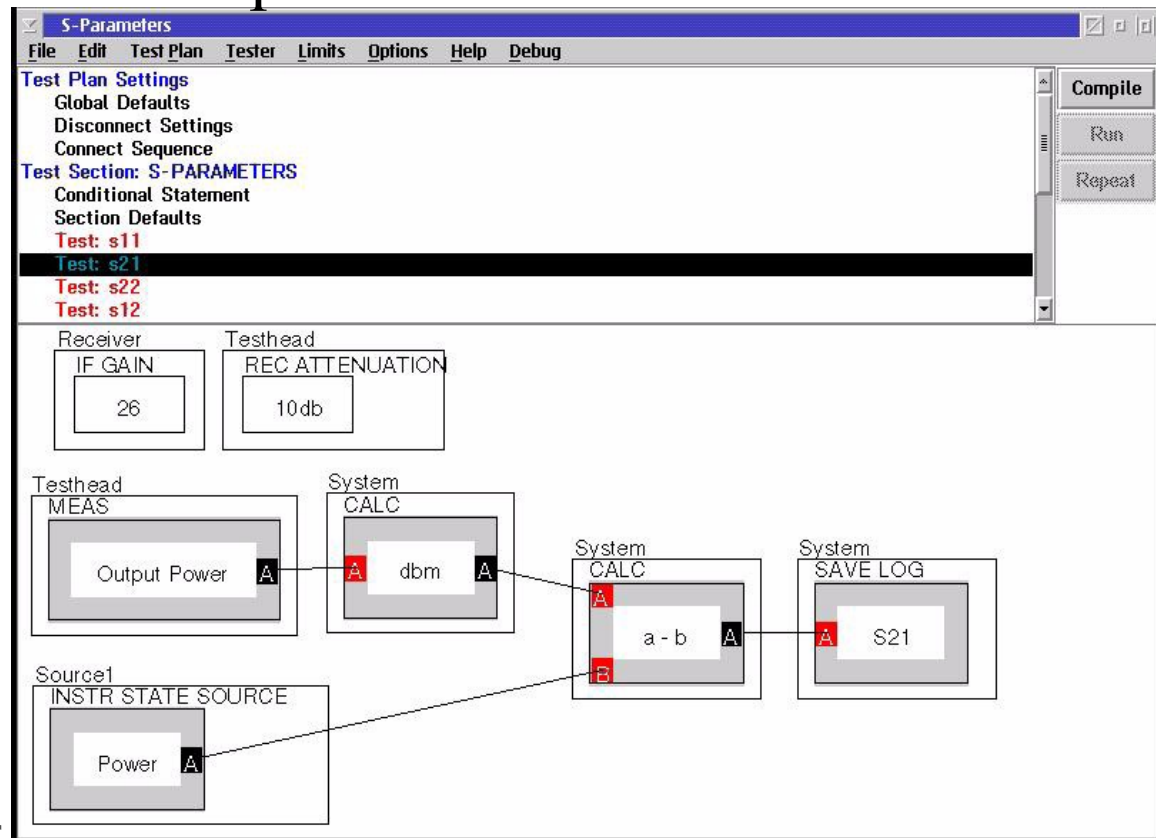 S-Parameters
File Edit Test Plan Tester Limits Options Help Debug
Test Plan Settings
Global Defaults
Disconnect Settings
Connect Sequence
Test Section: S-PARAMETERS
Conditional Statement
Section Defaults
Test: s11
Test: s21
Test: s22
Test: s12
Compile
Run
Repeat
Receiver
IF GAIN
26
Testhead
REC ATTENUATION
10db
Testhead
MEAS
Output Power A
System
CALC
A dbm A
System
CALC
A
a - b A
B
System
SAVE LOG
A S21
Source1
INSTR STATE SOURCE
Power A